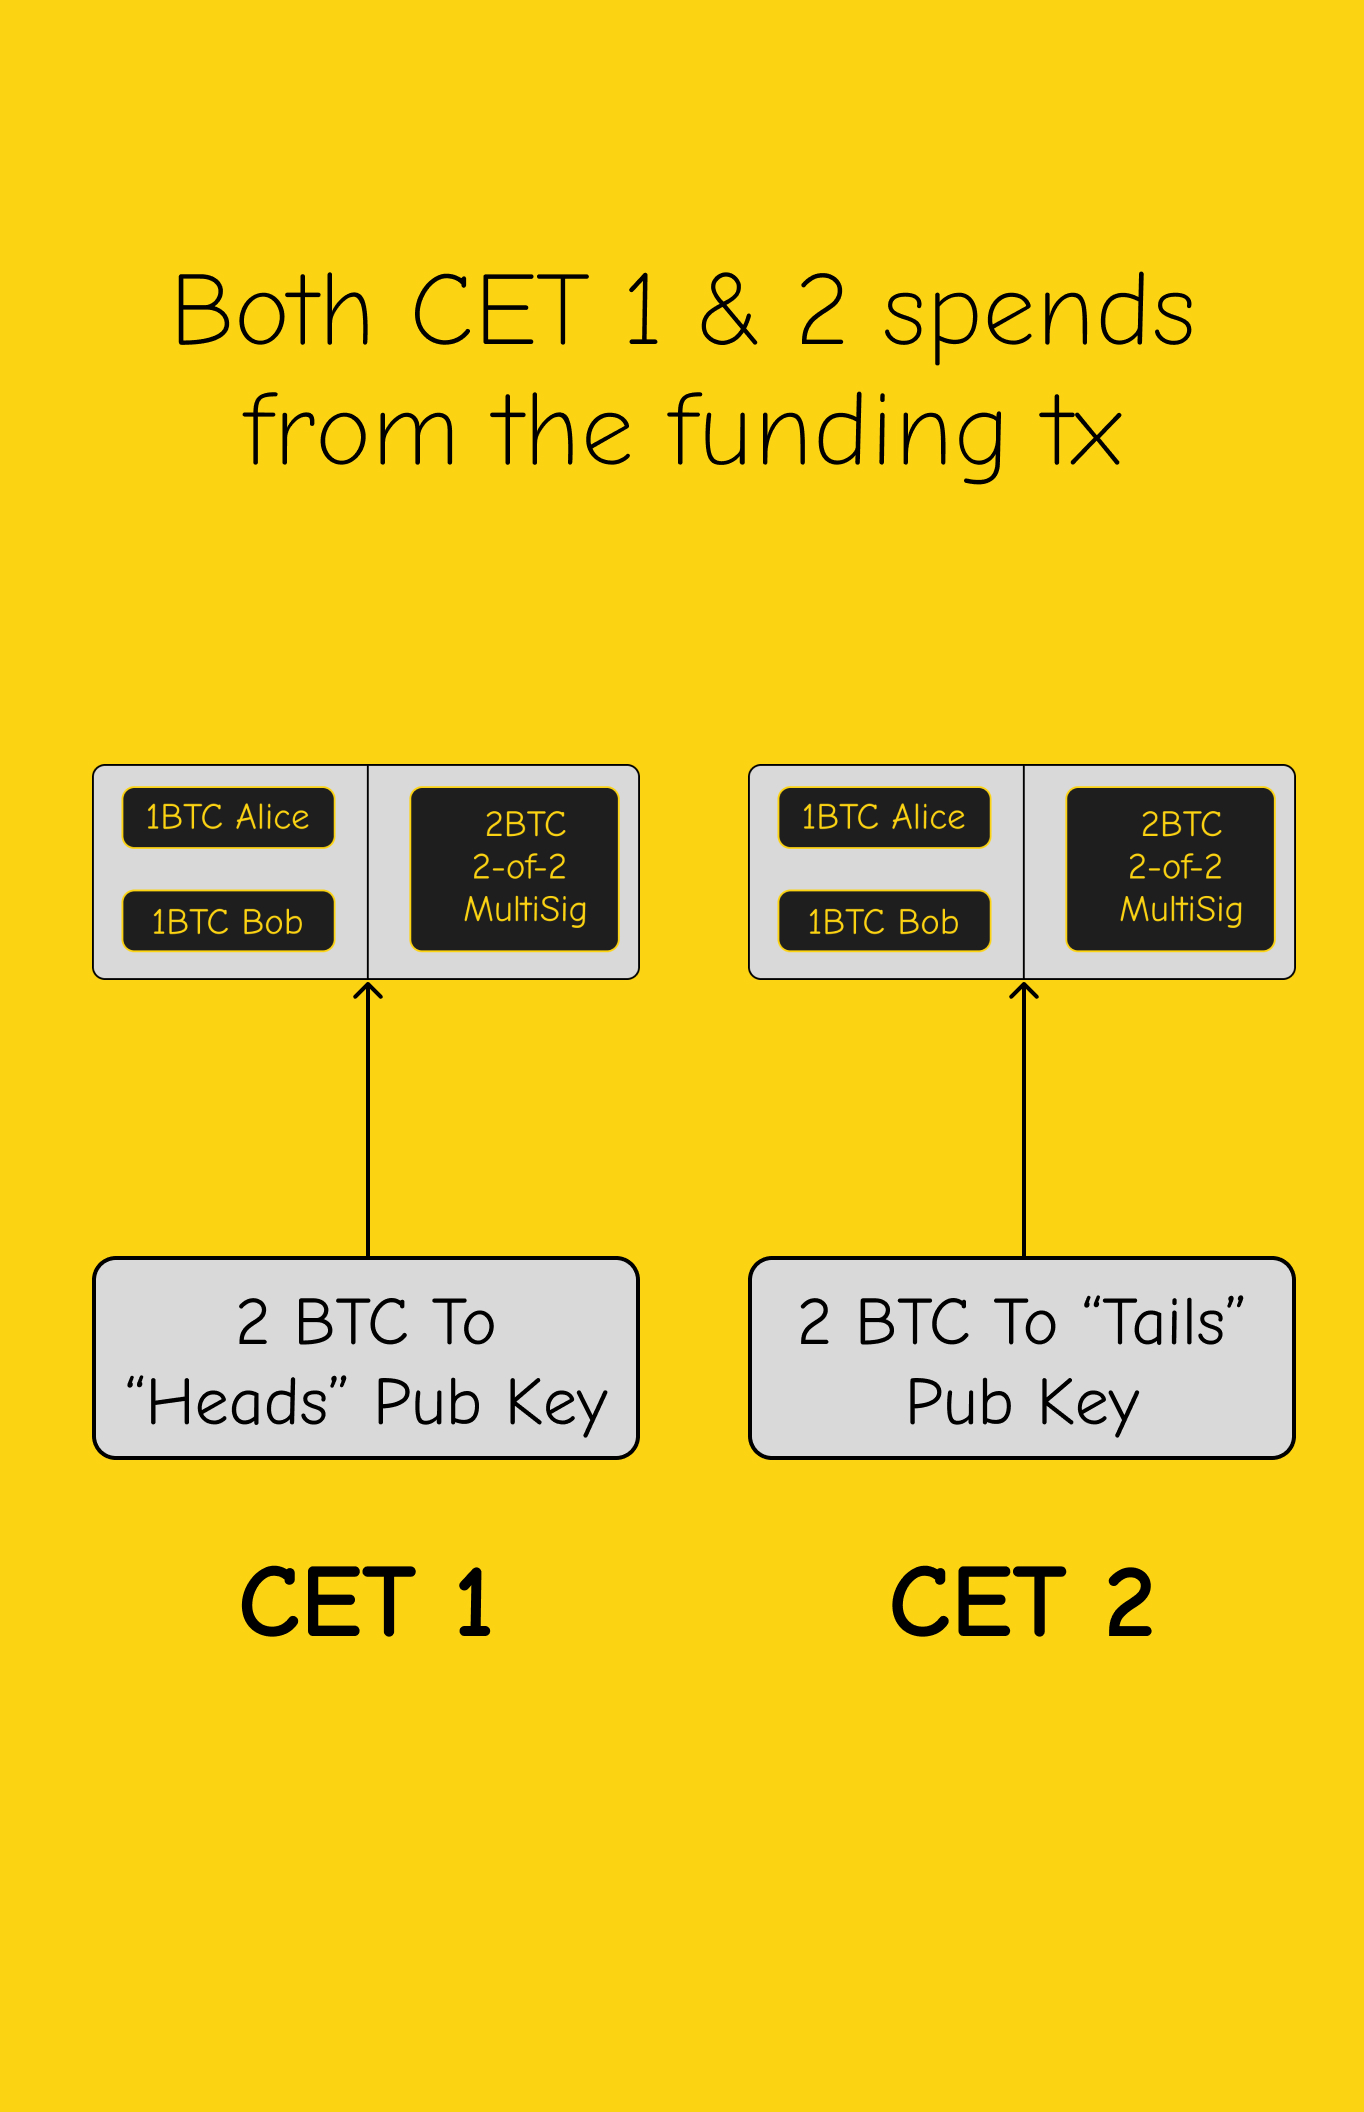 Both CET 1 & 2 spends
from the funding tx
1BTC Alice
1BTC Bob
2BTC
2-of-2
MultiSig
1BTC Alice
1BTC Bob
2BTC
2-of-2
MultiSig
2 BTC To
“Heads” Pub Key
2 BTC To “Tails”
Pub Key
CET 1
CET 2